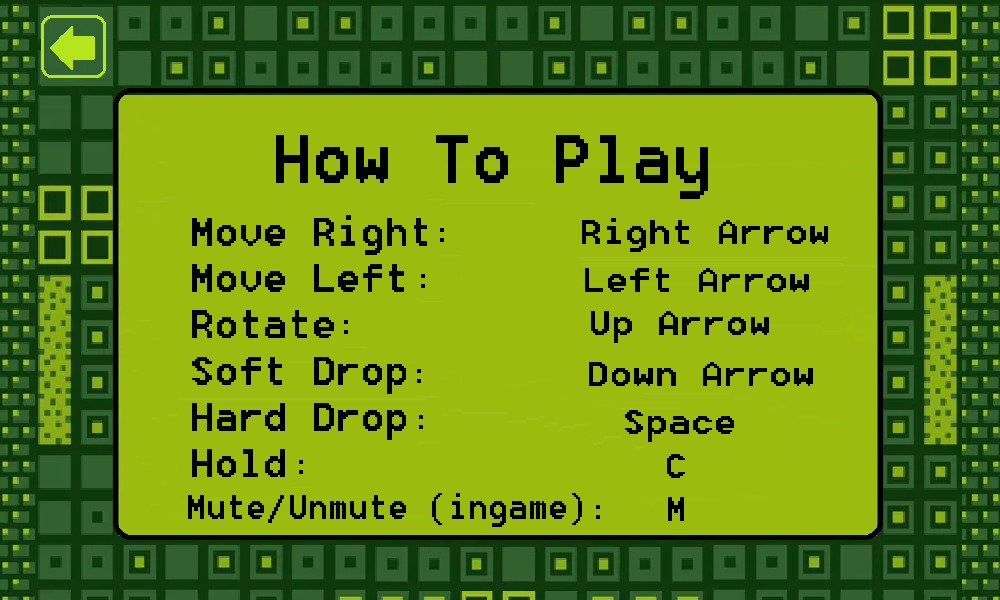 How To Play
Move Right: Right Arrow
Move Left: Left Arrow
Rotate: Up Arrow
Soft Drop: Down Arrow
Hard Drop: Space
Hold: C
Mute/Unmute (ingame): M